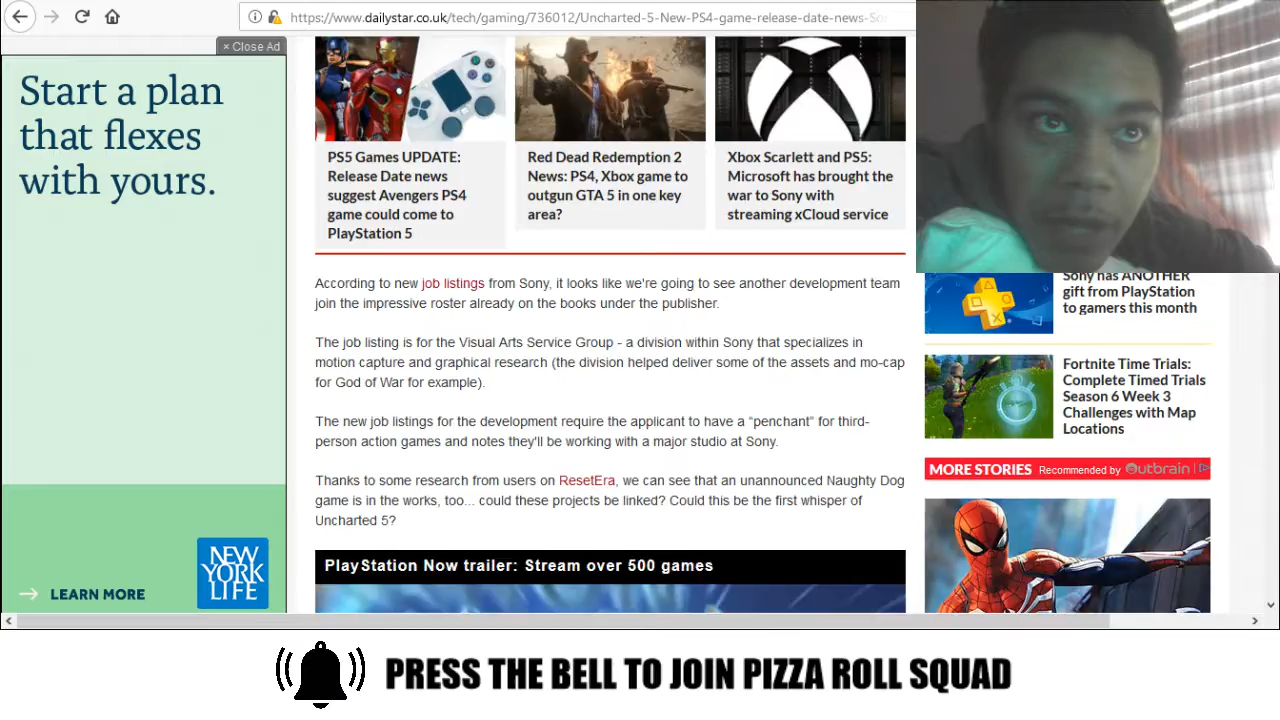 https://www.dailystar.co.uk/tech/gaming/736012/Uncharted-5-New-PS4-game-release-date-news-So
× Close Ad
Start a plan
that flexes
with yours.
→ LEARN MORE
NEW
YORK
LIFE
PS5 Games UPDATE:
Release Date news
suggest Avengers PS4
game could come to
PlayStation 5
Red Dead Redemption 2
News: PS4, Xbox game to
outgun GTA 5 in one key
area?
Xbox Scarlett and PS5:
Microsoft has brought the
war to Sony with
streaming xCloud service
According to new job listings from Sony, it looks like we're going to see another development team
join the impressive roster already on the books under the publisher.
The job listing is for the Visual Arts Service Group - a division within Sony that specializes in
motion capture and graphical research (the division helped deliver some of the assets and mo-cap
for God of War for example).
The new job listings for the development require the applicant to have a “penchant” for third-
person action games and notes they'll be working with a major studio at Sony.
Thanks to some research from users on ResetEra, we can see that an unannounced Naughty Dog
game is in the works, too... could these projects be linked? Could this be the first whisper of
Uncharted 5?
PlayStation Now trailer: Stream over 500 games
Sony has ANOTHER
gift from PlayStation
to gamers this month
Fortnite Time Trials:
Complete Timed Trials
Season 6 Week 3
Challenges with Map
Locations
MORE STORIES Recommended by Outbrain
PRESS THE BELL TO JOIN PIZZA ROLL SQUAD